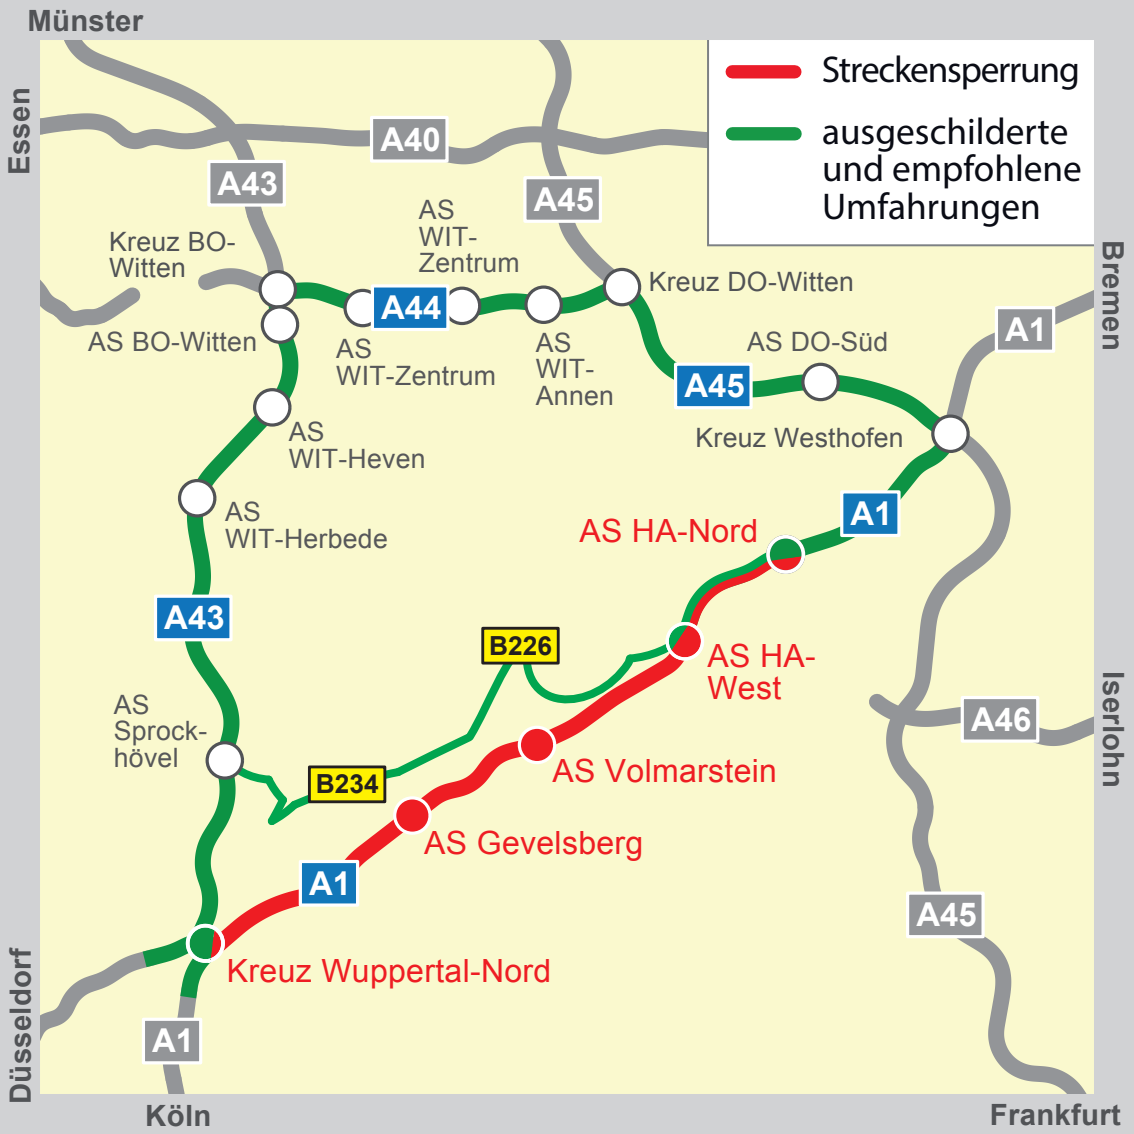 Münster
Essen
Streckensperrung
ausgeschilderte
und empfohlene
Umfahrungen
A40
A43
A45
AS
WIT-
Zentrum
Kreuz BO-
Witten
Kreuz DO-Witten
Bremen
A44
A1
AS BO-Witten
AS
WIT-Zentrum
AS
WIT-
Annen
AS DO-Süd
A45
Kreuz Westhofen
AS
WIT-Heven
AS
WIT-Herbede
AS HA-Nord
A1
A43
B226
AS HA-
West
AS
Sprock-
hövel
A46
Iserlohn
B234
AS Volmarstein
AS Gevelsberg
A1
A45
Kreuz Wuppertal-Nord
Düsseldorf
A1
Köln
Frankfurt